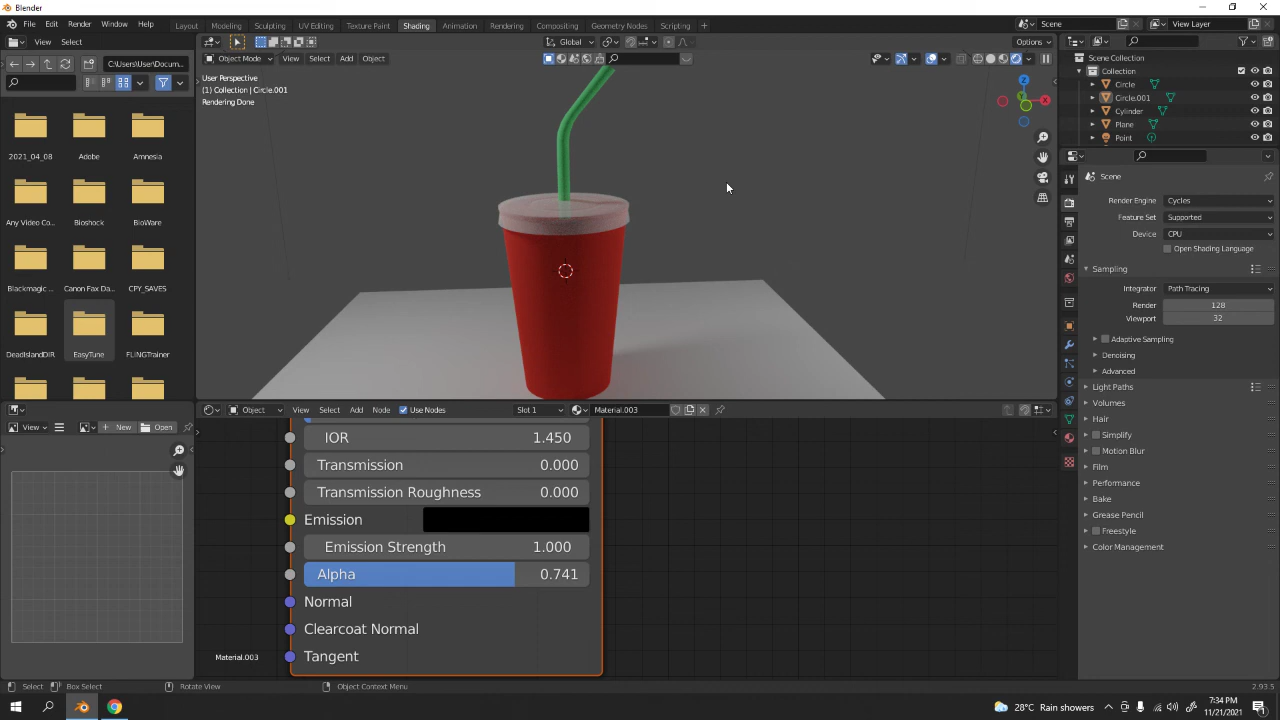 Blender
File Edit Render Window Help Layout Modeling Sculpting UV Editing Texture Paint Shading Animation Rendering Compositing Geometry Nodes Scripting + Scene View Layer
View Select Global Options
C:\Users\User\Docum... Object Mode View Select Add Object
User Perspective
(1) Collection | Circle.001
Rendering Done
X
Y
Z
2021_04_08 Adobe Amnesia
Any Video Co... Bioshock BioWare
Blackmagic ... Canon Fax Da... CPY_SAVES
DeadIslandDIR EasyTune FLINGTrainer
Scene Collection
Collection
Circle
Circle.001
Cylinder
Plane
Point
Scene
Render Engine Cycles
Feature Set Supported
Device CPU
Open Shading Language
Sampling
Integrator Path Tracing
Render 128
Viewport 32
Adaptive Sampling
Denoising
Advanced
Light Paths
Volumes
Hair
Simplify
Motion Blur
Film
Performance
Bake
Grease Pencil
Freestyle
Color Management
View New Open
Object View Select Add Node Use Nodes Slot 1 Material.003
IOR 1.450
Transmission 0.000
Transmission Roughness 0.000
Emission
Emission Strength 1.000
Alpha 0.741
Normal
Clearcoat Normal
Tangent
Material.003
Select Box Select Rotate View Object Context Menu 2.93.5
28°C Rain showers 7:34 PM
11/21/2021